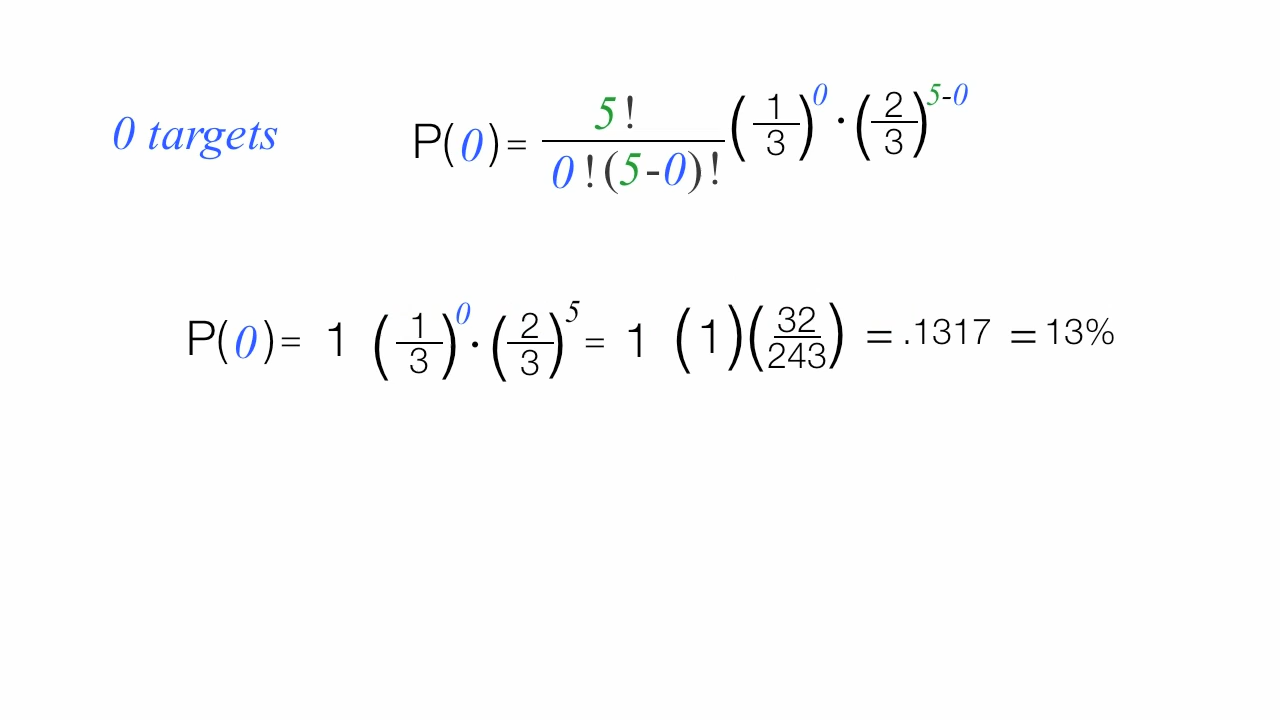 0 targets P(0) = 5! / 0!(5-0)! (1/3)^0 · (2/3)^5-0
P(0) = 1 (1/3)^0 · (2/3)^5 = 1 (1)(32/243) = .1317 = 13%